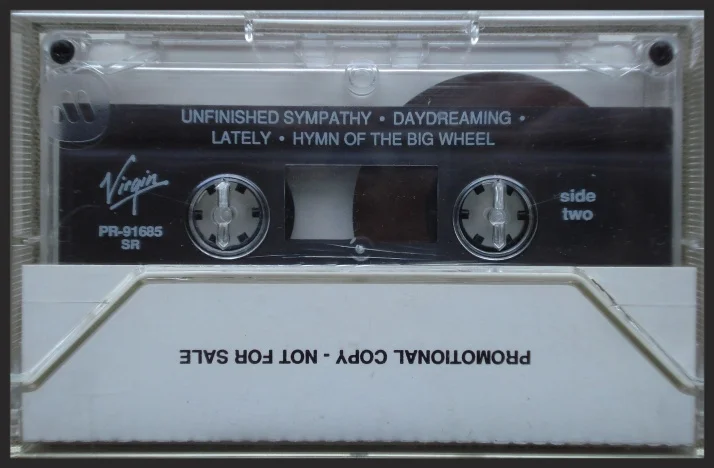 UNFINISHED SYMPATHY • DAYDREAMING •
LATELY • HYMN OF THE BIG WHEEL
Virgin
PR-91685
SR
side
two
PROMOTIONAL COPY - NOT FOR SALE